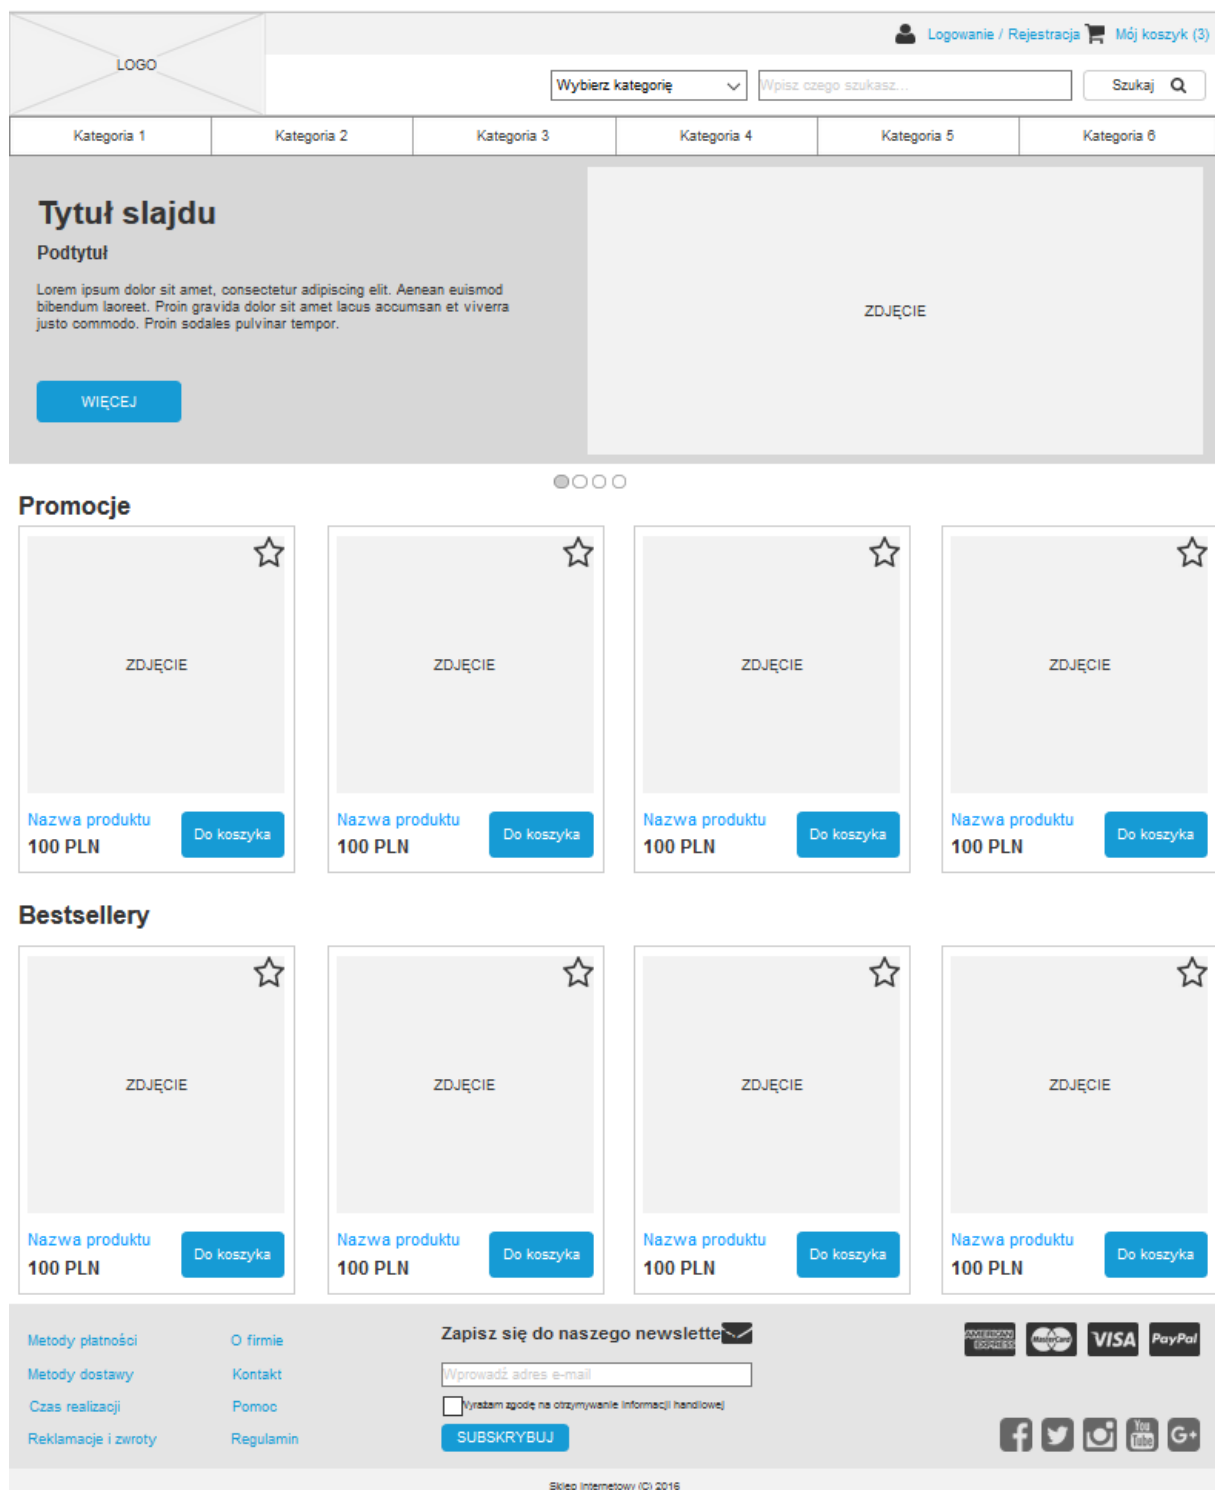 LOGO
Logowanie / Rejestracja
Mój koszyk (3)
Wybierz kategorię
Wpisz czego szukasz...
Szukaj
Kategoria 1
Kategoria 2
Kategoria 3
Kategoria 4
Kategoria 5
Kategoria 6
Tytuł slajdu
Podtytuł
Lorem ipsum dolor sit amet, consectetur adipiscing elit. Aenean euismod
bibendum laoreet. Proin gravida dolor sit amet lacus accumsan et viverra
justo commodo. Proin sodales pulvinar tempor.
WIĘCEJ
ZDJĘCIE
Promocje
ZDJĘCIE
ZDJĘCIE
ZDJĘCIE
ZDJĘCIE
Nazwa produktu
100 PLN
Do koszyka
Nazwa produktu
100 PLN
Do koszyka
Nazwa produktu
100 PLN
Do koszyka
Nazwa produktu
100 PLN
Do koszyka
Bestsellery
ZDJĘCIE
ZDJĘCIE
ZDJĘCIE
ZDJĘCIE
Nazwa produktu
100 PLN
Do koszyka
Nazwa produktu
100 PLN
Do koszyka
Nazwa produktu
100 PLN
Do koszyka
Nazwa produktu
100 PLN
Do koszyka
Metody płatności
Metody dostawy
Czas realizacji
Reklamacje i zwroty
O firmie
Kontakt
Pomoc
Regulamin
Zapisz się do naszego newslette
Wprowadź adres e-mail
Wyrażam zgodę na otrzymywanie informacji handlowej
SUBSKRYBUJ
AMERICAN EXPRESS
MasterCard
VISA
PayPal
You
Tube
G+
Sklep Internetowy (C) 2016